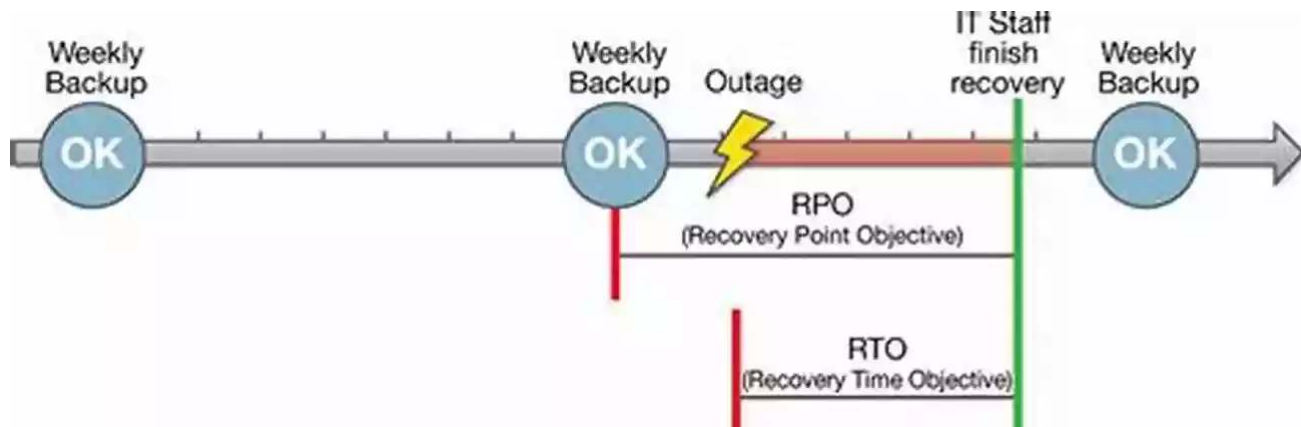 Weekly
Backup
OK
Weekly
Backup
OK
Outage
IT Staff
finish
recovery
Weekly
Backup
OK
RPO
(Recovery Point Objective)
RTO
(Recovery Time Objective)